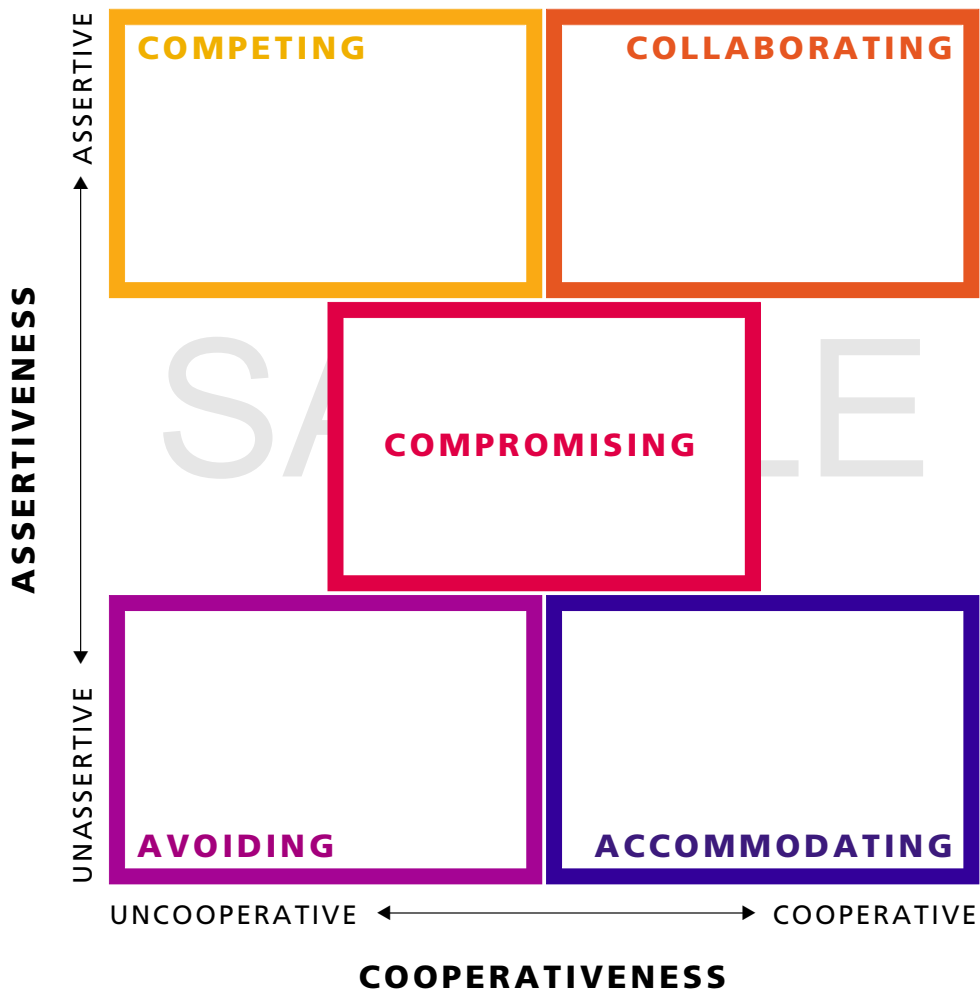 COMPETING
COLLABORATING
ASSERTIVE
ASSERTIVENESS
COMPROMISING
UNASSERTIVE
AVOIDING
ACCOMMODATING
UNCOOPERATIVE
COOPERATIVE
COOPERATIVENESS